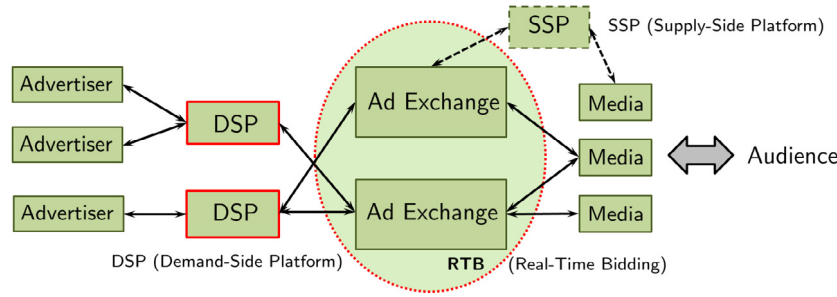 SSP
SSP (Supply-Side Platform)
Advertiser
Ad Exchange
Media
DSP
Advertiser
Media
Audience
Advertiser
DSP
Ad Exchange
Media
DSP (Demand-Side Platform)
RTB (Real-Time Bidding)